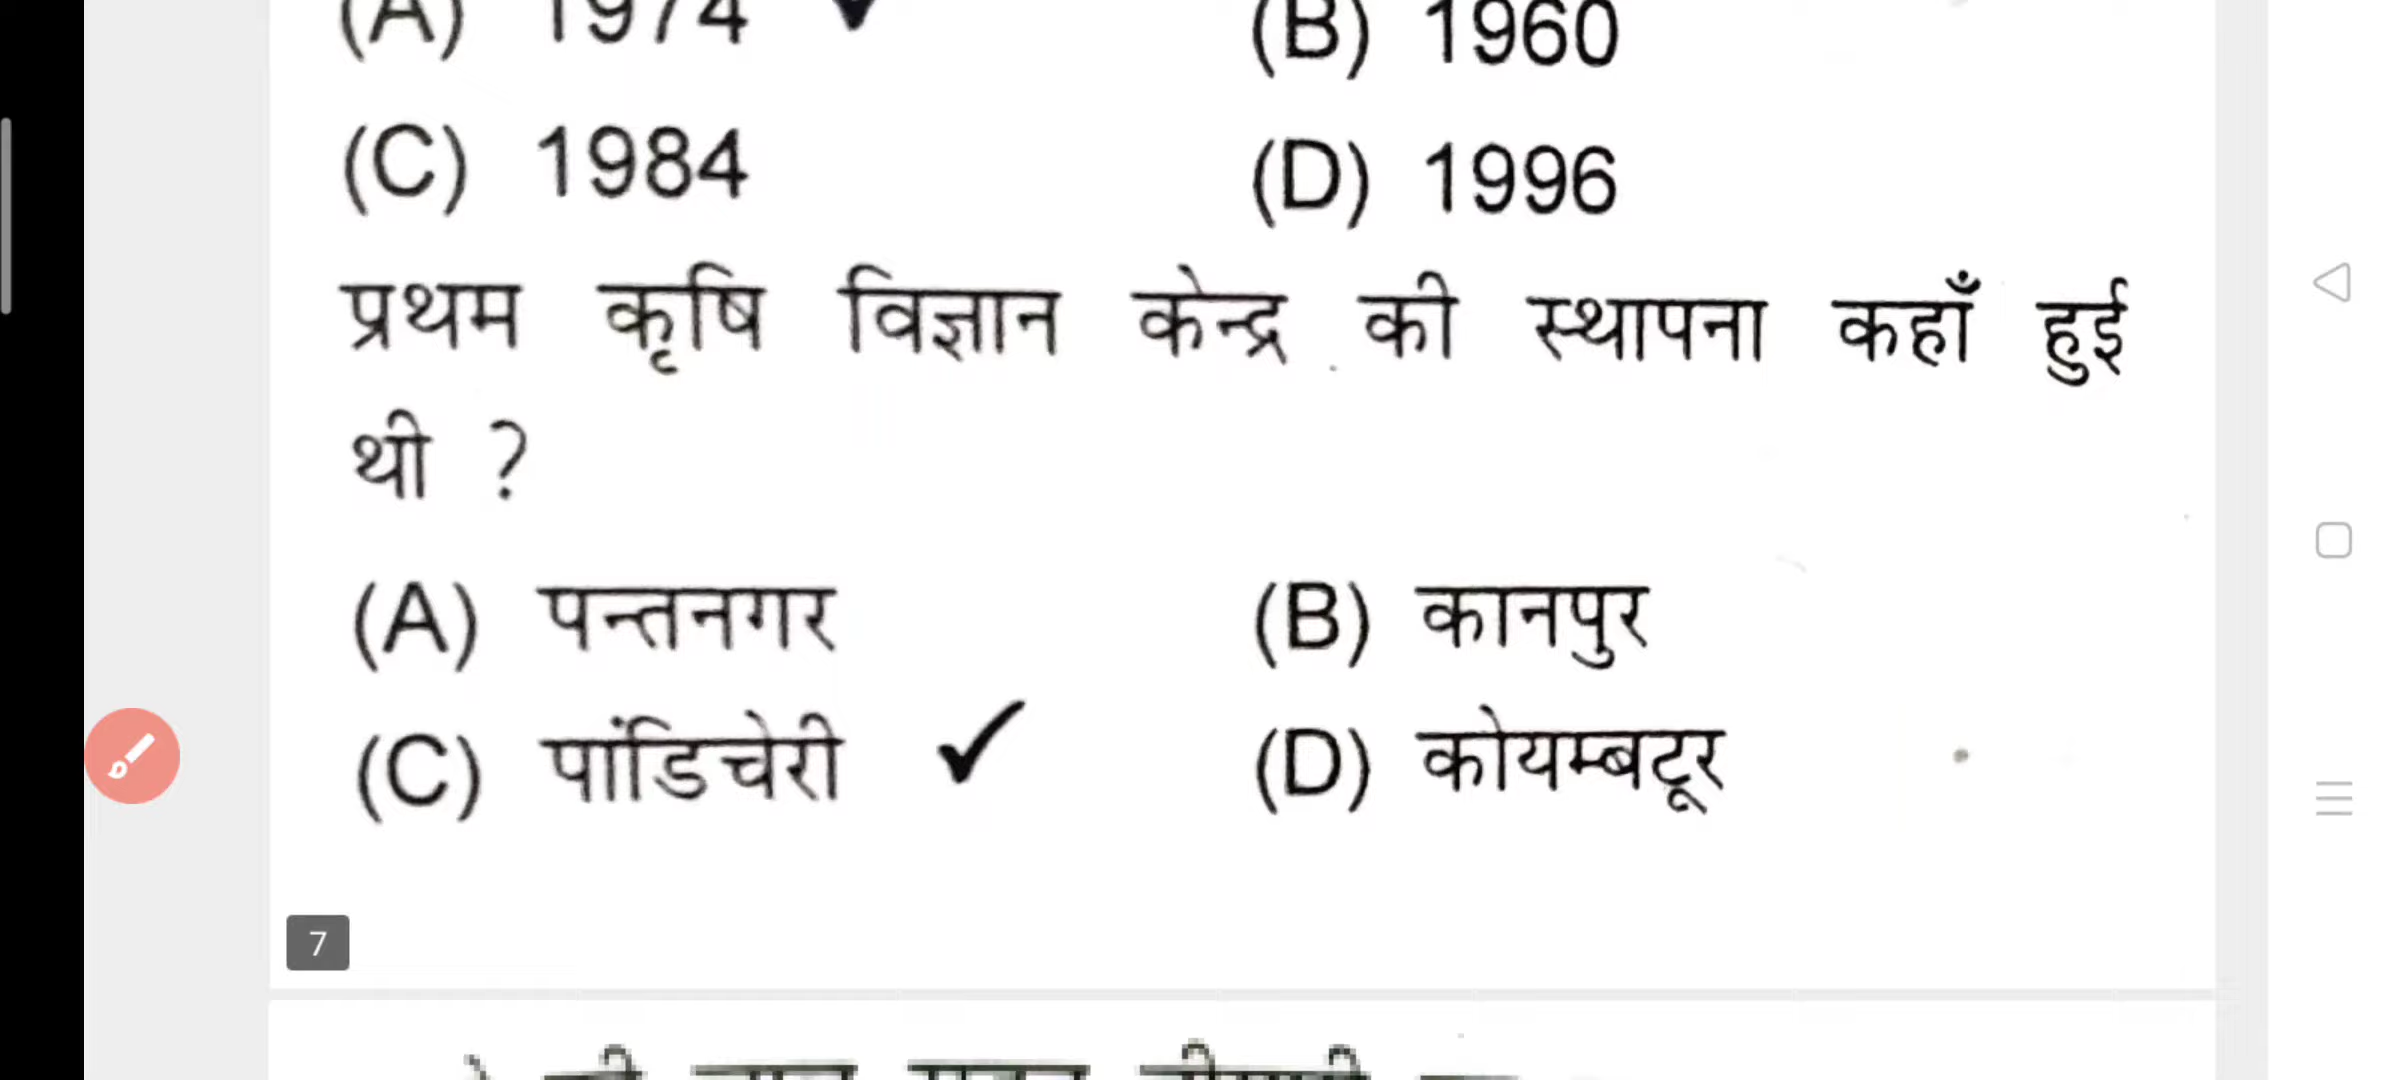 (A) 1974 (B) 1960
(C) 1984 (D) 1996
प्रथम कृषि विज्ञान केन्द्र की स्थापना कहाँ हुई
थी ?
(A) पन्तनगर (B) कानपुर
(C) पांडिचेरी ✓ (D) कोयम्बटूर
7